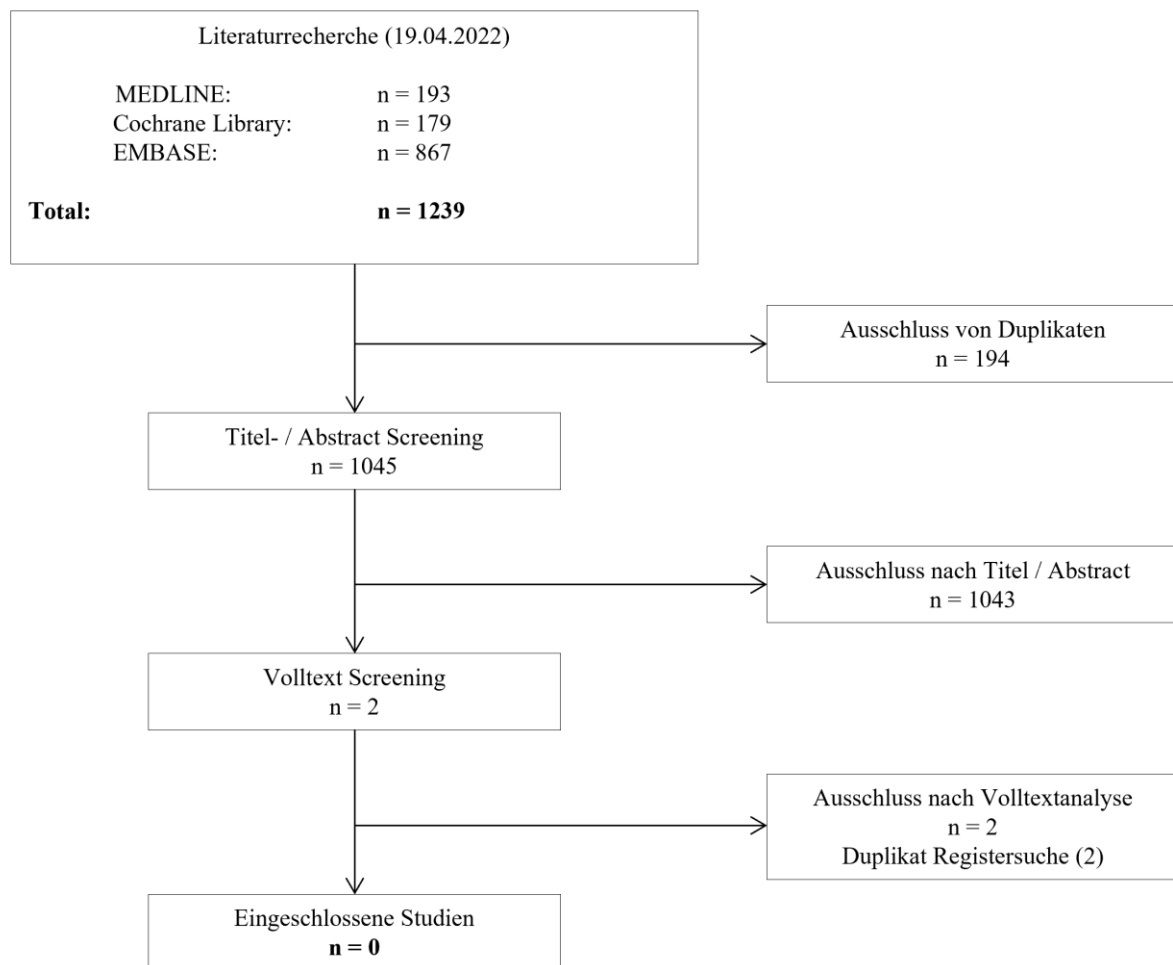 Literaturrecherche (19.04.2022)
MEDLINE: n = 193
Cochrane Library: n = 179
EMBASE: n = 867
Total: n = 1239
Ausschluss von Duplikaten
n = 194
Titel- / Abstract Screening
n = 1045
Ausschluss nach Titel / Abstract
n = 1043
Volltext Screening
n = 2
Ausschluss nach Volltextanalyse
n = 2
Duplikat Registersuche (2)
Eingeschlossene Studien
n = 0